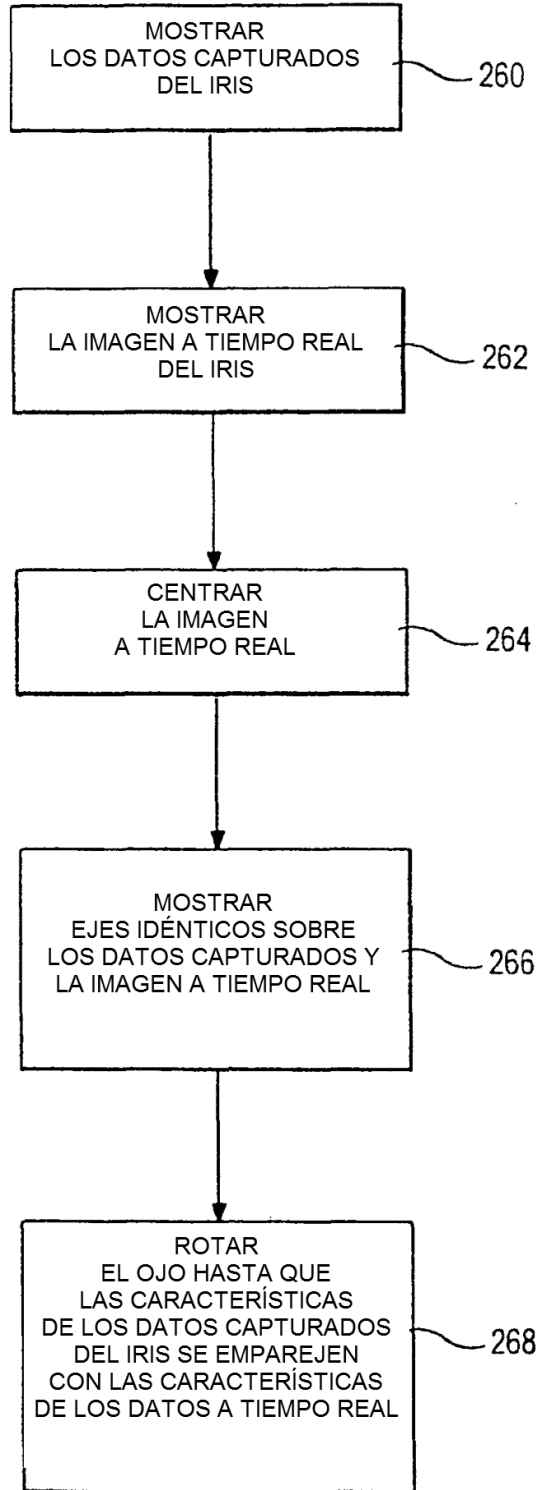 MOSTRAR
LOS DATOS CAPTURADOS
DEL IRIS
260
MOSTRAR
LA IMAGEN A TIEMPO REAL
DEL IRIS
262
CENTRAR
LA IMAGEN
A TIEMPO REAL
264
MOSTRAR
EJES IDÉNTICOS SOBRE
LOS DATOS CAPTURADOS Y
LA IMAGEN A TIEMPO REAL
266
ROTAR
EL OJO HASTA QUE
LAS CARACTERÍSTICAS
DE LOS DATOS CAPTURADOS
DEL IRIS SE EMPAREJEN
CON LAS CARACTERÍSTICAS
DE LOS DATOS A TIEMPO REAL
268